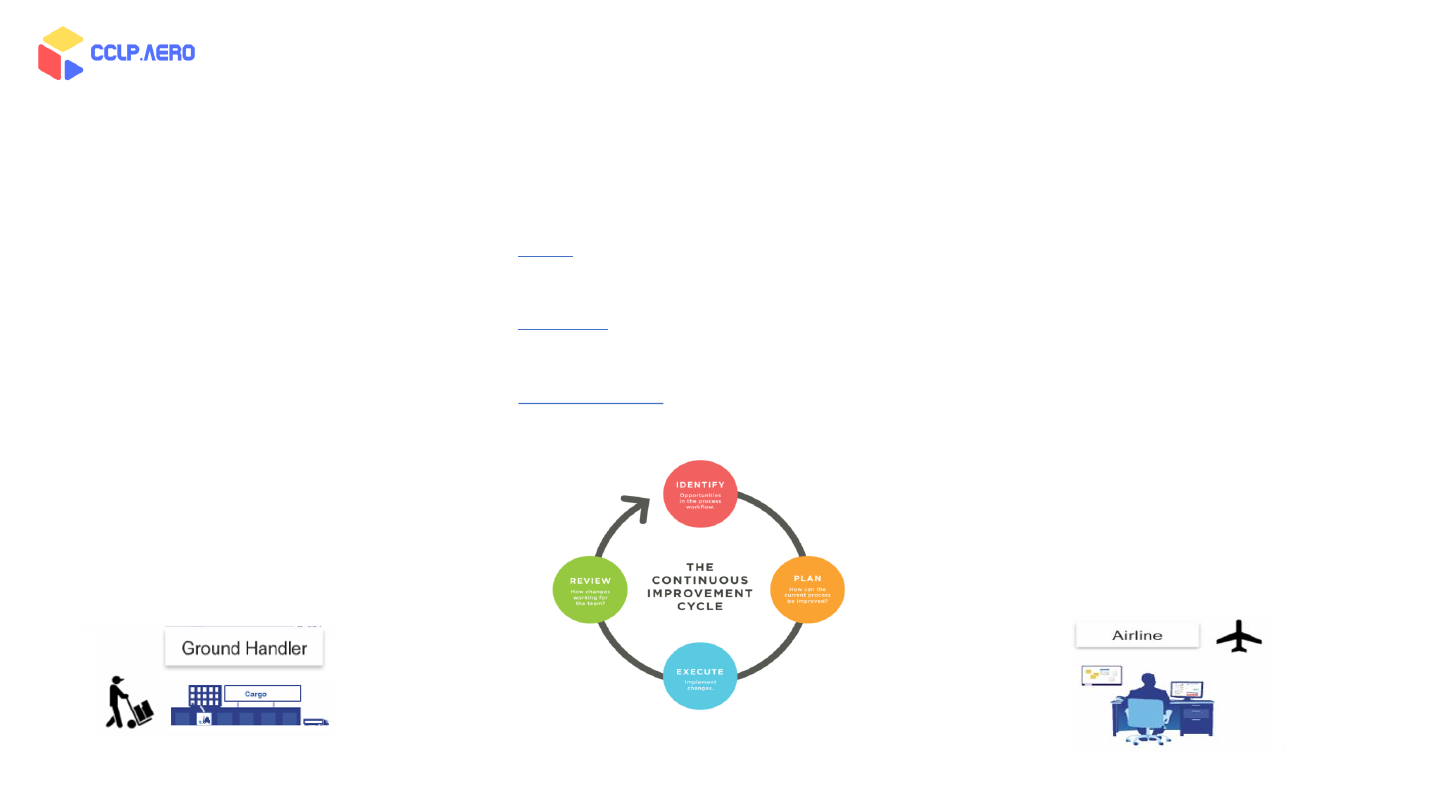 CCLP.AERO
IDENTIFY
Opportunities
in the process
workflow.
THE
CONTINUOUS
IMPROVEMENT
CYCLE
PLAN
How can the
current process
be improved?
REVIEW
How changes
working for
the team?
EXECUTE
Implement
changes.
Ground Handler
Cargo
Airline